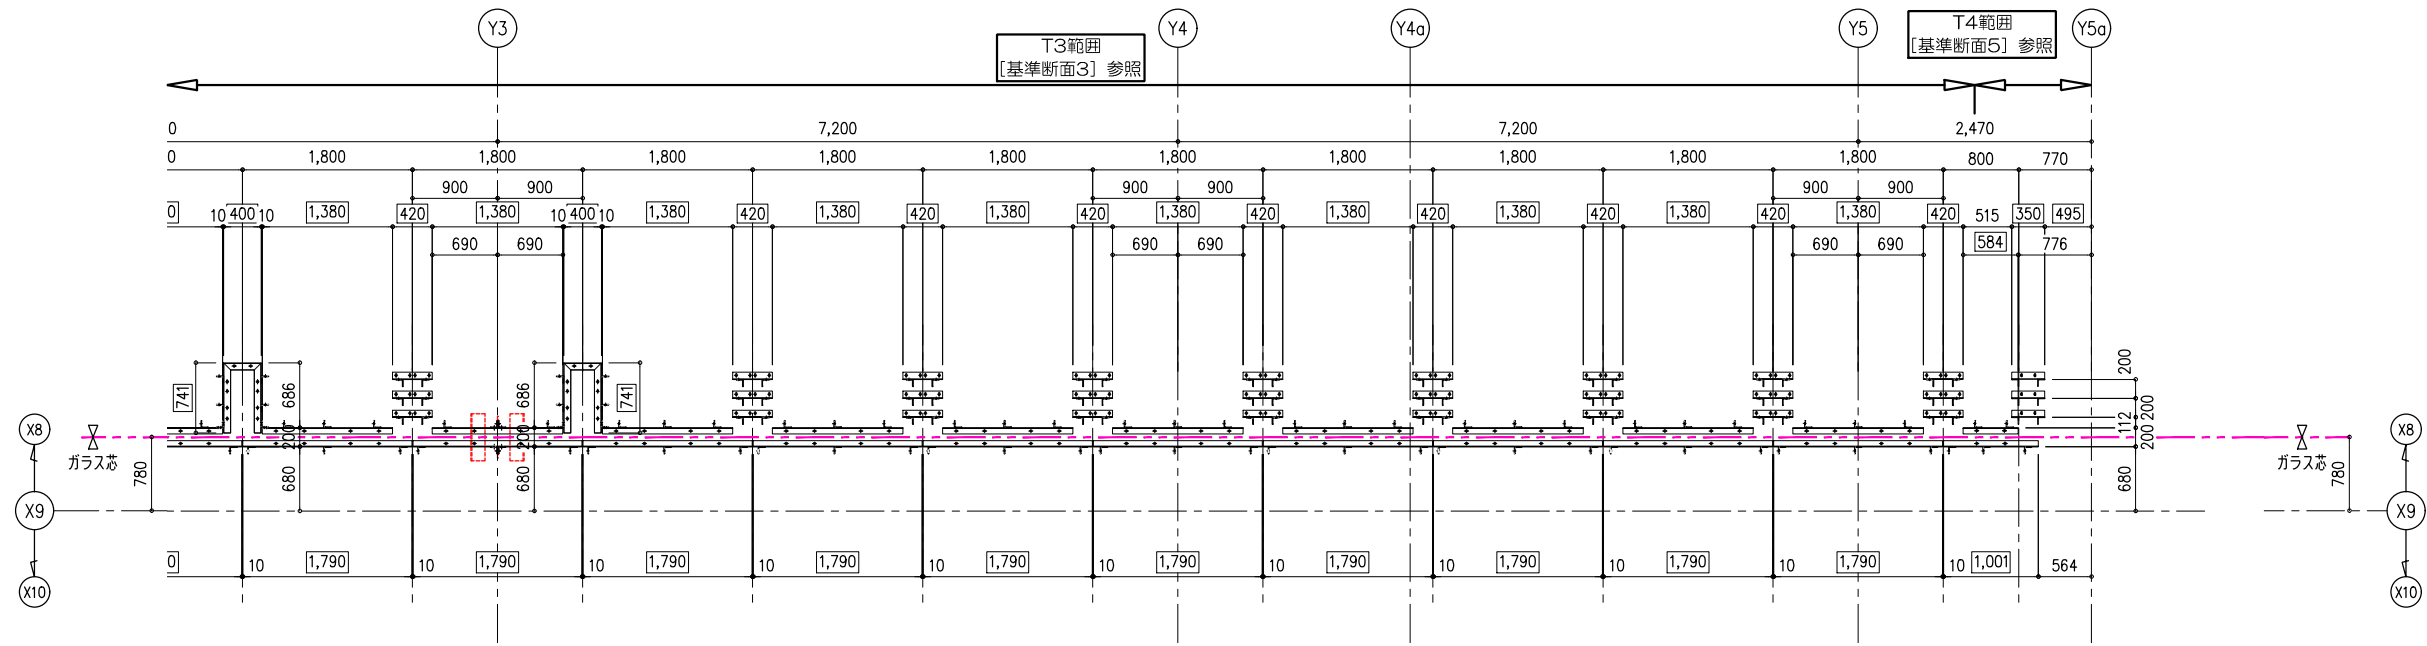 Y3 Y4 Y4a Y5 Y5a
T3範囲
[基準断面3] 参照
T4範囲
[基準断面5] 参照
0 7,200 7,200 2,470
0 1,800 1,800 1,800 1,800 1,800 1,800 1,800 1,800 1,800 1,800 800 770
900 900 900 900 900 900
0 10 400 10 1,380 420 1,380 10 400 10 1,380 420 1,380 420 1,380 420 1,380 420 1,380 420 1,380 420 1,380 420 1,380 420 515 350 495
690 690 690 690 690 690 584 776
741 686 686 741 200
200 200 200 112 200
X8 X8
ガラス芯 ガラス芯
780 680 680 680 780
X9 X9
0 10 1,790 10 1,790 10 1,790 10 1,790 10 1,790 10 1,790 10 1,790 10 1,790 10 1,790 10 1,790 10 1,001 564
X10 X10